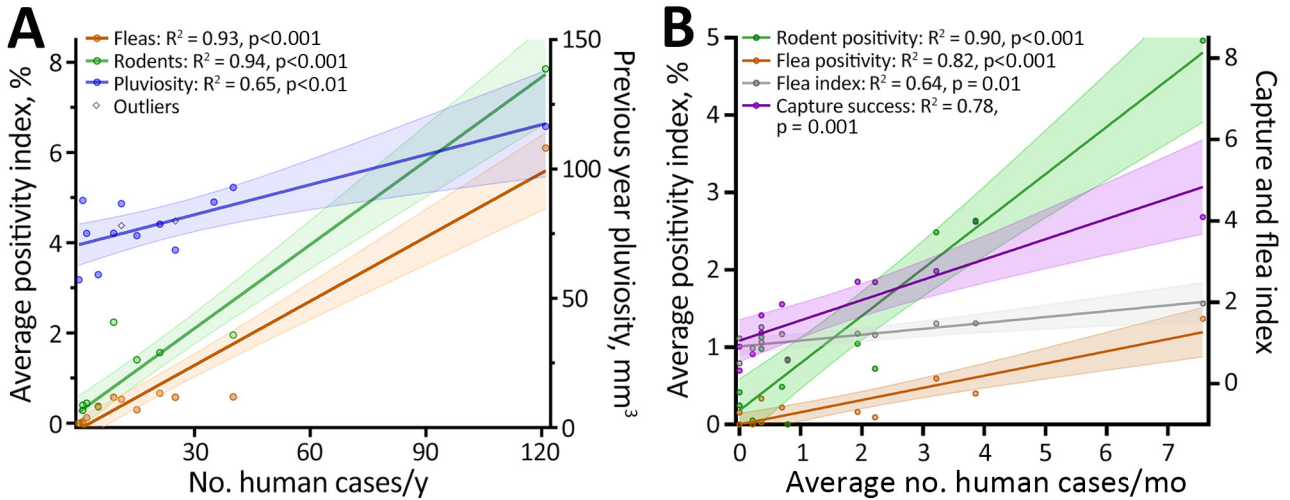 A
Fleas: R² = 0.93, p<0.001
Rodents: R² = 0.94, p<0.001
Pluviosity: R² = 0.65, p<0.01
Outliers
Average positivity index, %
8
6
4
2
0
150
100
50
0
Previous year pluviosity, mm³
30
60
90
120
No. human cases/y
B
Rodent positivity: R² = 0.90, p<0.001
Flea positivity: R² = 0.82, p<0.001
Flea index: R² = 0.64, p = 0.01
Capture success: R² = 0.78,
p = 0.001
Average positivity index, %
5
4
3
2
1
0
8
6
4
2
0
Capture and flea index
0
1
2
3
4
5
6
7
Average no. human cases/mo